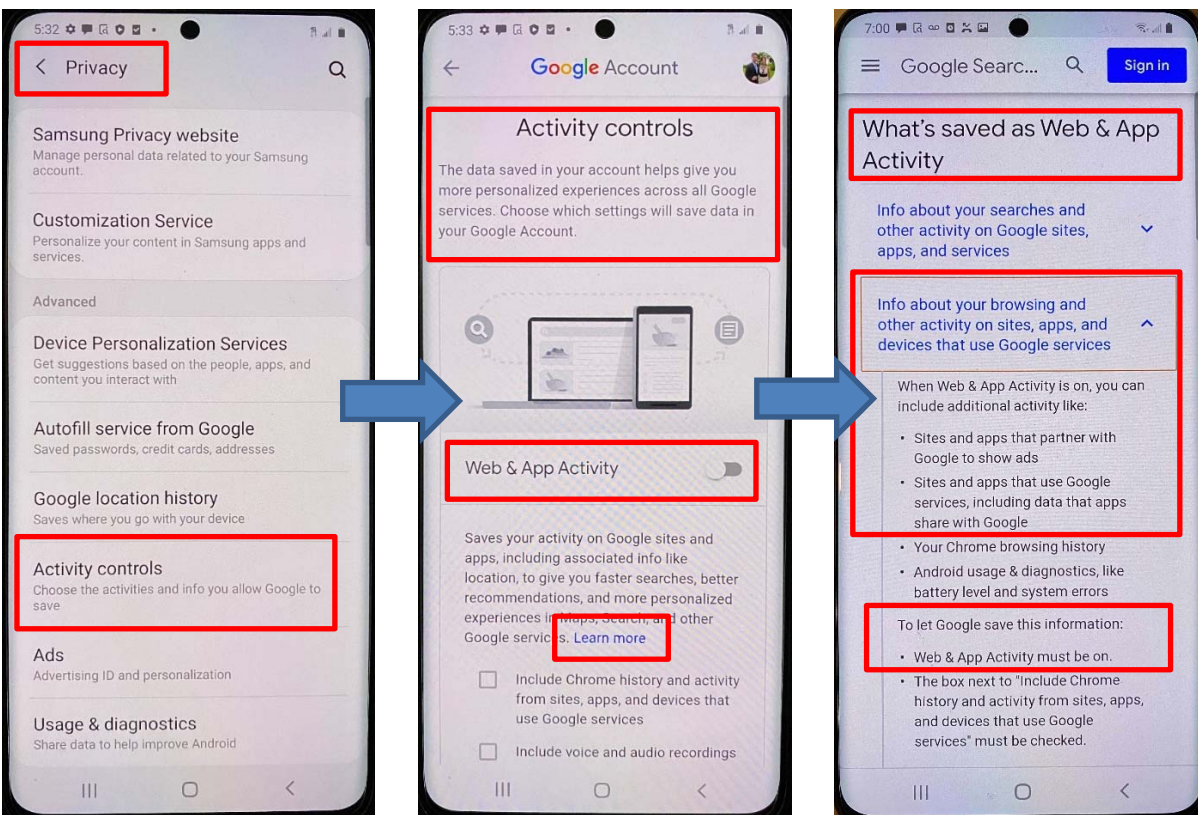 5:32
Privacy
Samsung Privacy website
Manage personal data related to your Samsung
account.
Customization Service
Personalize your content in Samsung apps and
services.
Advanced
Device Personalization Services
Get suggestions based on the people, apps, and
content you interact with
Autofill service from Google
Saved passwords, credit cards, addresses
Google location history
Saves where you go with your device
Activity controls
Choose the activities and info you allow Google to
save
Ads
Advertising ID and personalization
Usage & diagnostics
Share data to help improve Android
5:33
Google Account
Activity controls
The data saved in your account helps give you
more personalized experiences across all Google
services. Choose which settings will save data in
your Google Account.
Web & App Activity
Saves your activity on Google sites and
apps, including associated info like
location, to give you faster searches, better
recommendations, and more personalized
experiences in Maps, Search, and other
Google services. Learn more
Include Chrome history and activity
from sites, apps, and devices that
use Google services
Include voice and audio recordings
7:00
Google Searc...
Sign in
What's saved as Web & App
Activity
Info about your searches and
other activity on Google sites,
apps, and services
Info about your browsing and
other activity on sites, apps, and
devices that use Google services
When Web & App Activity is on, you can
include additional activity like:
• Sites and apps that partner with
Google to show ads
• Sites and apps that use Google
services, including data that apps
share with Google
• Your Chrome browsing history
• Android usage & diagnostics, like
battery level and system errors
To let Google save this information:
• Web & App Activity must be on.
• The box next to "Include Chrome
history and activity from sites, apps,
and devices that use Google
services" must be checked.